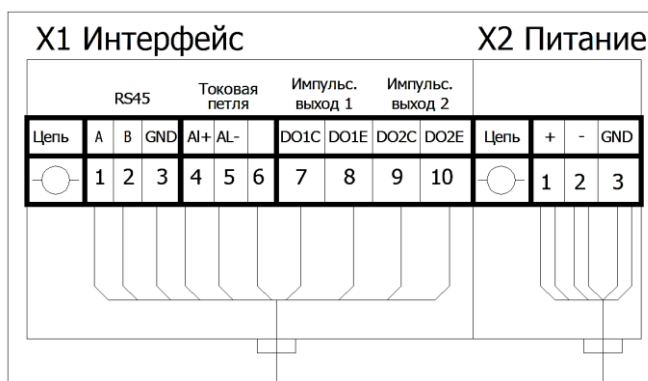 X1 Интерфейс X2 Питание
RS45 Токовая петля Импульс. выход 1 Импульс. выход 2
Цепь A B GND AI+ AL- DO1C DO1E DO2C DO2E Цепь + - GND
1 2 3 4 5 6 7 8 9 10 1 2 3